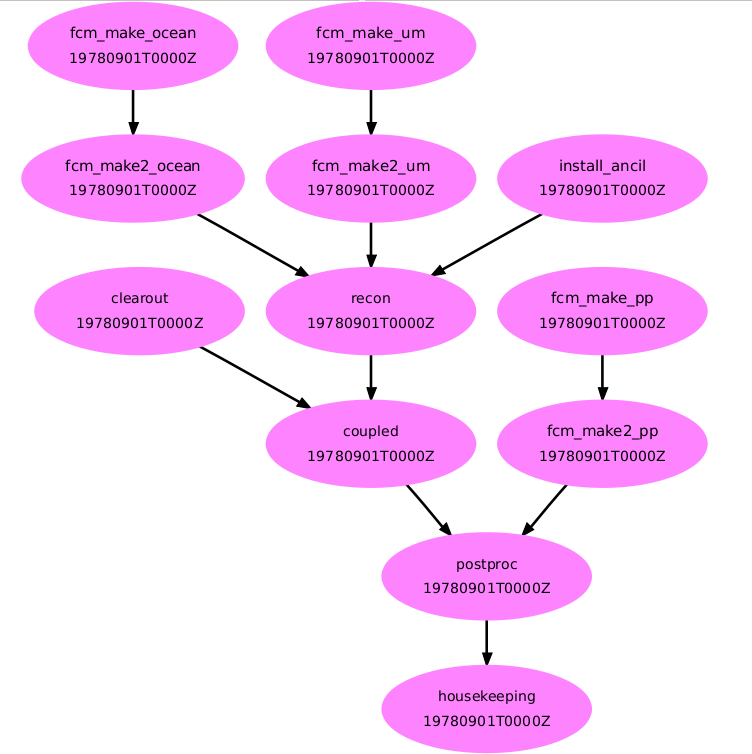 fcm_make_ocean
19780901T0000Z
fcm_make_um
19780901T0000Z
fcm_make2_ocean
19780901T0000Z
fcm_make2_um
19780901T0000Z
install_ancil
19780901T0000Z
clearout
19780901T0000Z
recon
19780901T0000Z
fcm_make_pp
19780901T0000Z
coupled
19780901T0000Z
fcm_make2_pp
19780901T0000Z
postproc
19780901T0000Z
housekeeping
19780901T0000Z